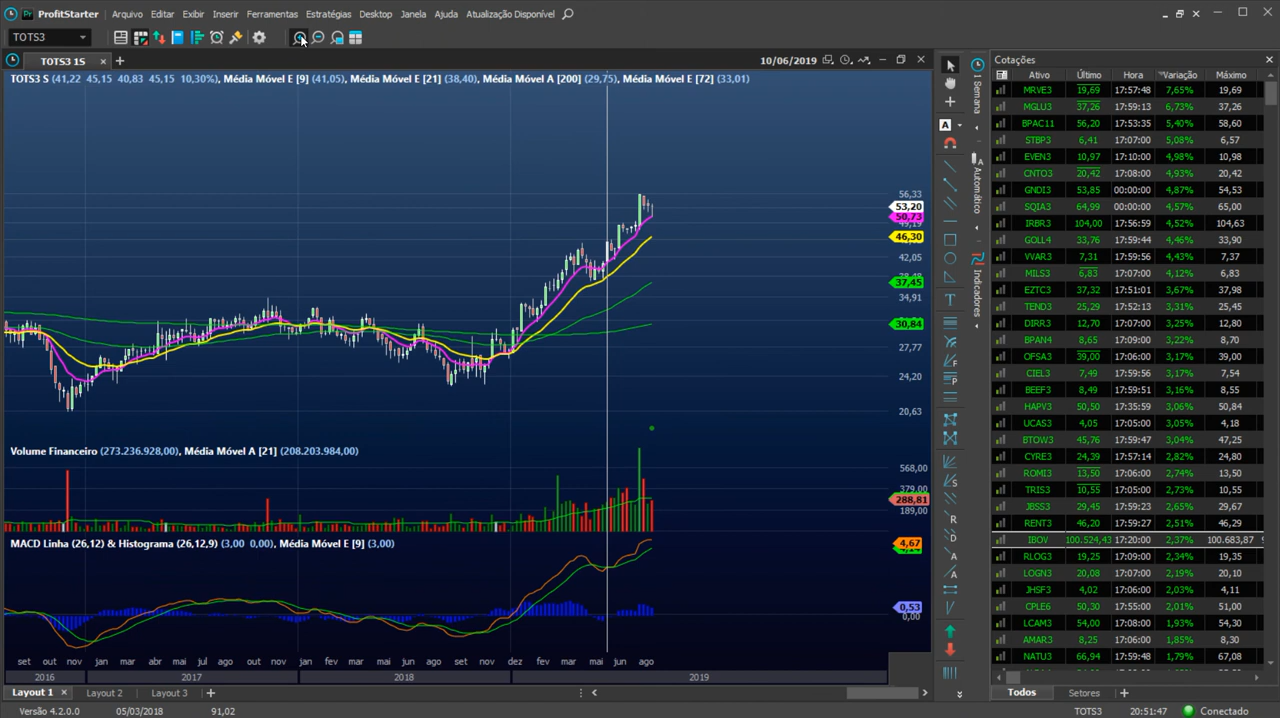 ProfitStarter Arquivo Editar Exibir Inserir Ferramentas Estratégias Desktop Janela Ajuda Atualização Disponível
TOTS3
TOTS3 1S
TOTS3 S (41,22 45,15 40,83 45,15 10,30%), Média Móvel E [9] (41,05), Média Móvel E [21] (38,40), Média Móvel A [200] (29,75), Média Móvel E [72] (33,01)
10/06/2019
56,33
53,20
50,73
46,30
42,05
37,45
34,91
30,84
27,77
24,20
20,63
Volume Financeiro (273.236.928,00), Média Móvel A [21] (208.203.984,00)
568,00
379,00
288,81
189,00
MACD Linha (26,12) & Histograma (26,12,9) (3,00 0,00), Média Móvel E [9] (3,00)
4,67
0,53
0,00
set out nov jan mar abr mai jul ago out nov jan fev mar mai jun ago set nov dez fev mar mai jun ago
2016 2017 2018 2019
Layout 1 Layout 2 Layout 3
Versão 4.2.0.0 05/03/2018 91,02
1 Semana
Automático
Indicadores
Cotações
Ativo Último Hora Variação Máximo
MRVE3 19,69 17:57:48 7,65% 19,69
MGLU3 37,26 17:59:13 6,73% 37,26
BPAC11 56,20 17:53:35 5,40% 58,60
STBP3 6,41 17:07:00 5,08% 6,57
EVEN3 10,97 17:10:00 4,98% 10,98
CNTO3 20,42 17:08:00 4,93% 20,42
GNDI3 53,85 00:00:00 4,87% 54,53
SQIA3 64,90 00:00:00 4,57% 65,00
IRBR3 104,00 17:56:59 4,52% 104,63
GOLL4 33,76 17:59:44 4,46% 33,90
VVAR3 7,31 17:59:56 4,43% 7,37
MILS3 6,83 17:07:00 4,12% 6,83
EZTC3 37,32 17:51:01 3,67% 37,98
TEND3 25,29 17:52:13 3,31% 25,45
DIRR3 12,70 17:07:00 3,25% 12,80
BPAN4 8,65 17:09:00 3,22% 8,70
OFSA3 39,00 17:06:00 3,17% 39,00
CIEL3 7,49 17:59:56 3,17% 7,54
BEEF3 8,49 17:59:51 3,16% 8,55
HAPV3 50,50 17:35:59 3,06% 50,84
UCAS3 4,05 17:05:00 3,05% 4,18
BTOW3 45,76 17:59:47 3,04% 47,25
CYRE3 24,39 17:57:14 2,82% 24,80
ROMI3 13,50 17:06:00 2,74% 13,50
TRIS3 10,55 17:05:00 2,73% 10,55
JBSS3 29,45 17:59:56 2,65% 29,67
RENT3 46,20 17:59:27 2,51% 46,29
IBOV 100.524,43 17:20:00 2,37% 100.683,87
RLOG3 19,25 17:09:00 2,34% 19,35
LOGN3 20,08 17:07:00 2,19% 20,10
JHSF3 4,02 17:06:00 2,03% 4,11
CPLE6 50,30 17:55:00 2,01% 51,00
LCAM3 54,00 17:08:00 1,93% 54,30
AMAR3 8,25 17:06:00 1,85% 8,30
NATU3 66,94 17:59:48 1,79% 67,08
Todos Setores
TOTS3 20:51:47 Conectado